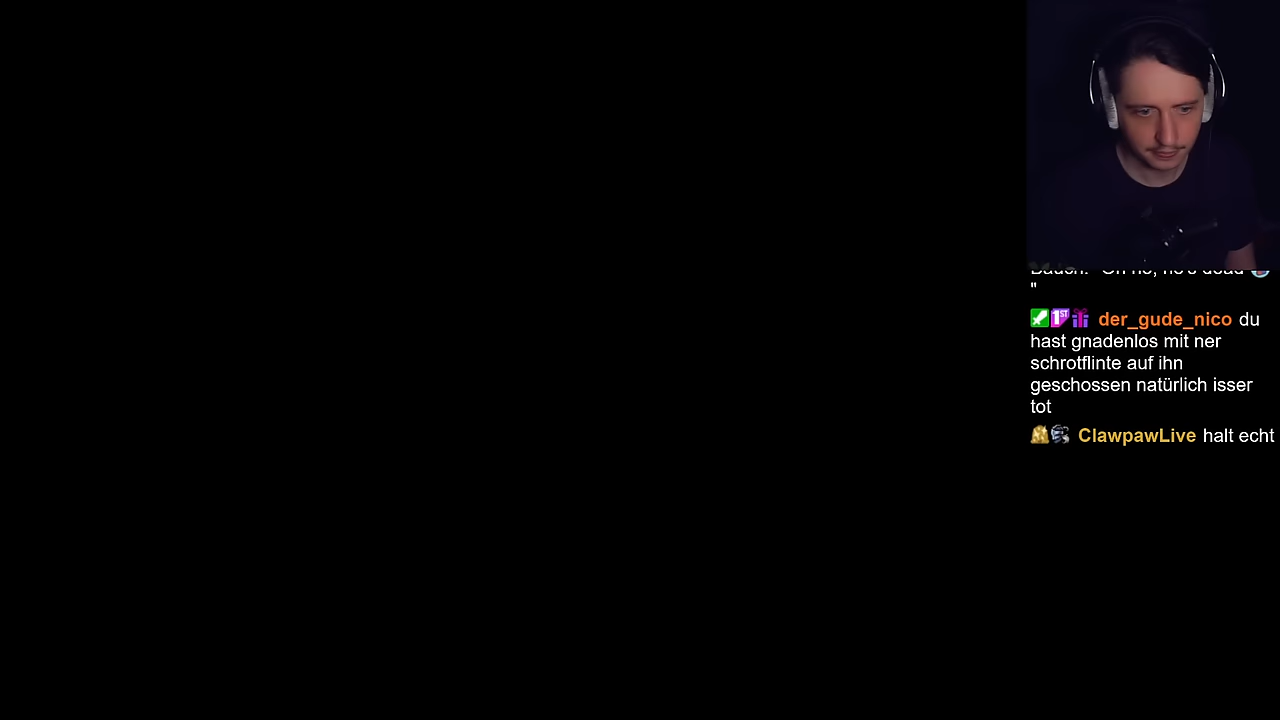 "
der_gude_nico du
hast gnadenlos mit ner
schrotflinte auf ihn
geschossen natürlich isser
tot
ClawpawLive halt echt